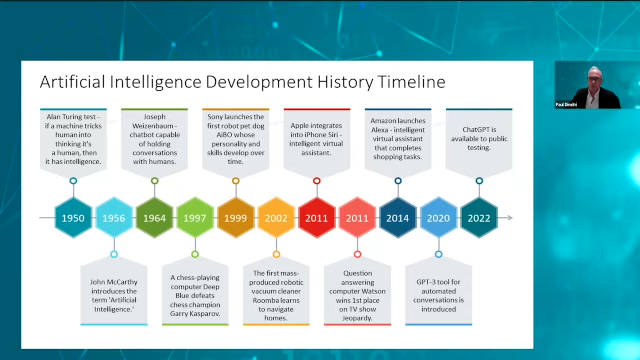 Artificial Intelligence Development History Timeline
Alan Turing test -
if a machine tricks
human into
thinking it's
a human, then
it has intelligence.
Joseph
Weizenbaum -
chatbot capable
of holding
conversations
with humans.
Sony launches the
first robot pet dog
AiBO whose
personality and
skills develop over
time.
Apple integrates
into iPhone Siri -
intelligent virtual
assistant.
Amazon launches
Alexa - intelligent
virtual assistant
that completes
shopping tasks.
ChatGPT is
available to public
testing.
1950
1956
1964
1997
1999
2002
2011
2011
2014
2020
2022
John McCarthy
introduces the
term 'Artificial
Intelligence.'
A chess-playing
computer Deep
Blue defeats
chess champion
Garry Kasparov.
The first mass-
produced robotic
vacuum cleaner
Roomba learns to
navigate homes.
Question
answering
computer Watson
wins 1st place
on TV show
Jeopardy.
GPT-3 tool for
automated
conversations is
introduced
Paul Dimitri